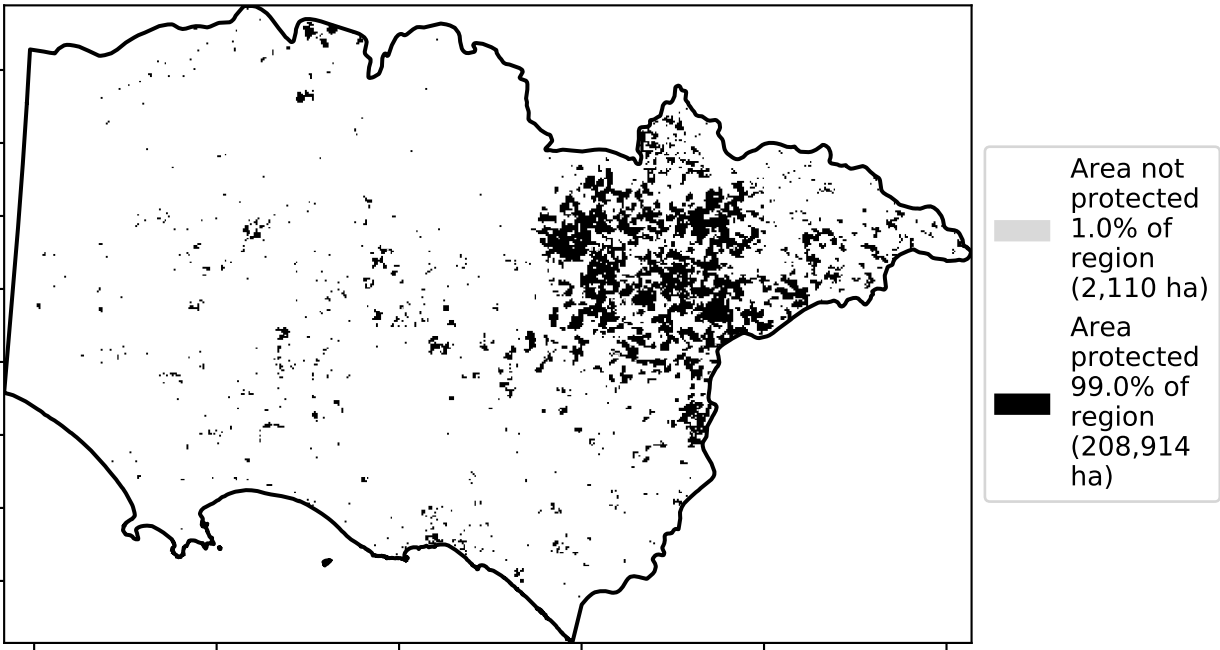 Area not
protected
1.0% of
region
(2,110 ha)
Area
protected
99.0% of
region
(208,914
ha)